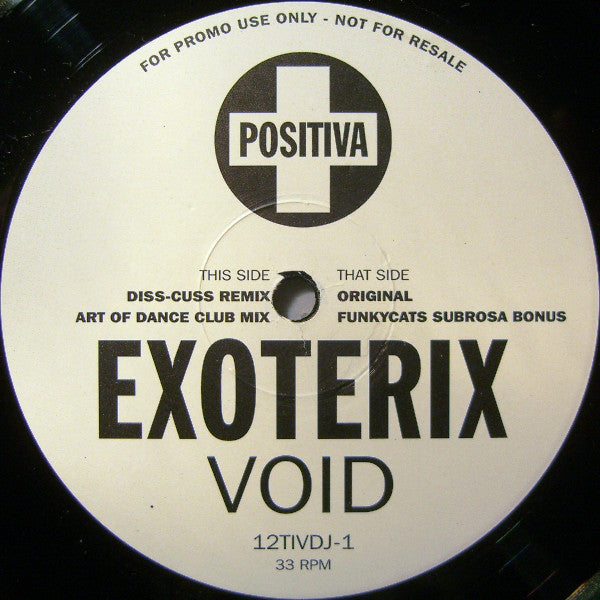 FOR PROMO USE ONLY - NOT FOR RESALE
POSITIVA
THIS SIDE
DISS-CUSS REMIX
ART OF DANCE CLUB MIX
THAT SIDE
ORIGINAL
FUNKYCATS SUBROSA BONUS
EXOTERIX
VOID
12TIVDJ-1
33 RPM